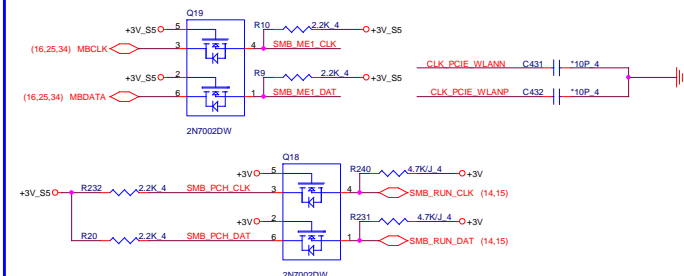 Q19
+3V_S5 5 R10 2.2K_4 +3V_S5
(16,25,34) MBCLK 3 4 SMB_ME1_CLK
CLK_PCIE_WLANN C431 *10P_4
+3V_S5 2 R9 2.2K_4 +3V_S5
(16,25,34) MBDATA 6 1 SMB_ME1_DAT
CLK_PCIE_WLANP C432 *10P_4
2N7002DW
Q18
+3V 5 R240 4.7K/J_4 +3V
+3V_S5 R232 2.2K_4 SMB_PCH_CLK 3 4 SMB_RUN_CLK (14,15)
+3V 2 R231 4.7K/J_4 +3V
R20 2.2K_4 SMB_PCH_DAT 6 1 SMB_RUN_DAT (14,15)
2N7002DW